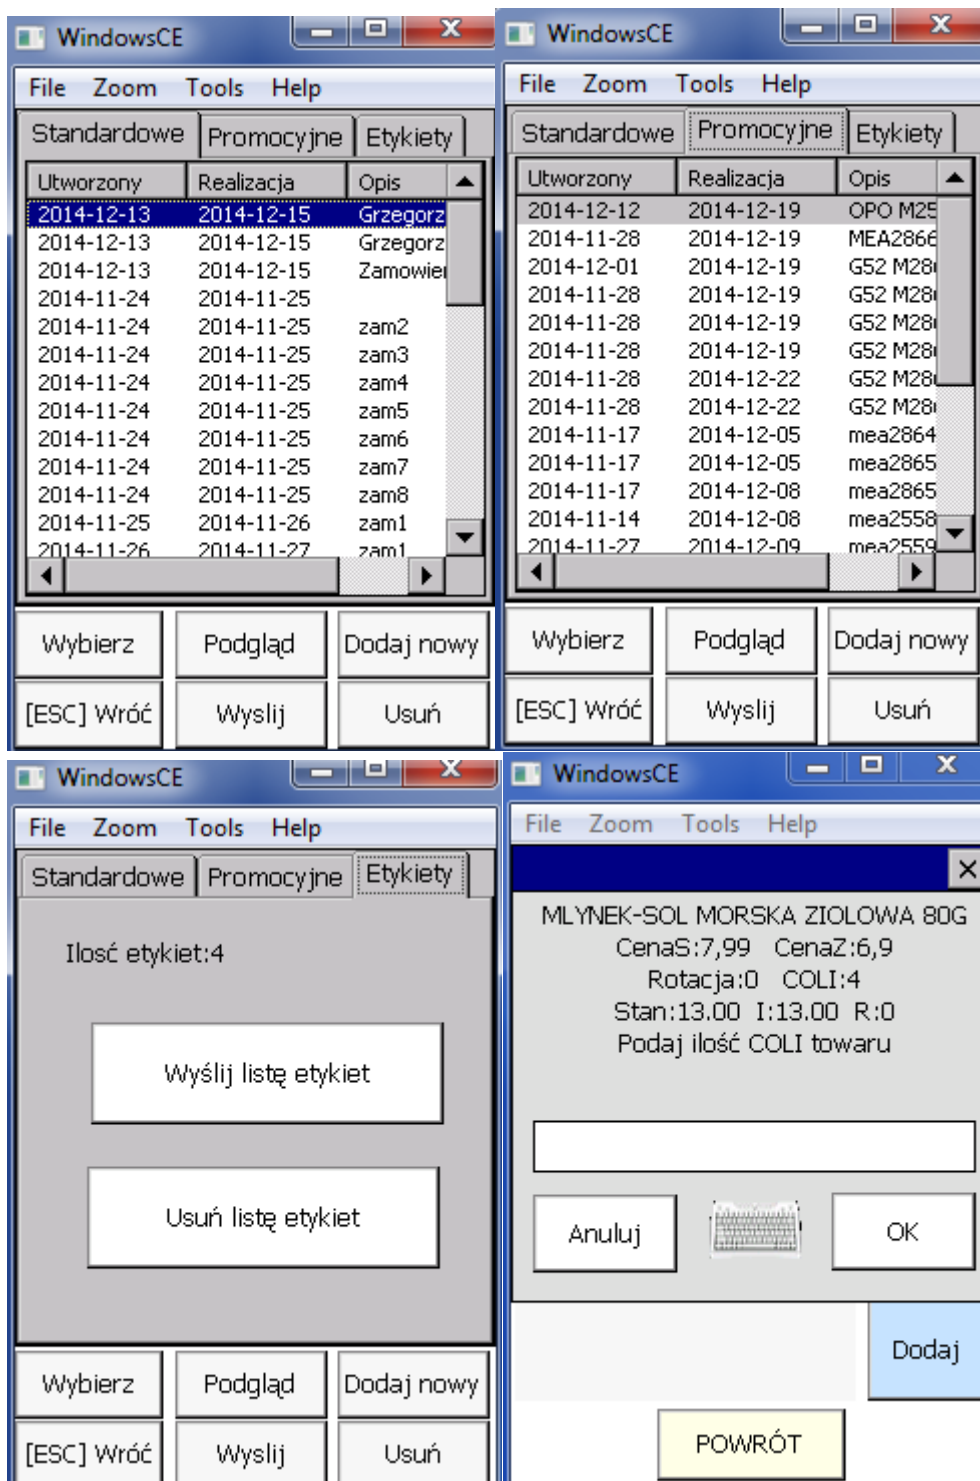 WindowsCE
File Zoom Tools Help
Standardowe Promocyjne Etykiety
Utworzony Realizacja Opis
2014-12-13 2014-12-15 Grzegorz
2014-12-13 2014-12-15 Grzegorz
2014-12-13 2014-12-15 Zamowie
2014-11-24 2014-11-25
2014-11-24 2014-11-25 zam2
2014-11-24 2014-11-25 zam3
2014-11-24 2014-11-25 zam4
2014-11-24 2014-11-25 zam5
2014-11-24 2014-11-25 zam6
2014-11-24 2014-11-25 zam7
2014-11-24 2014-11-25 zam8
2014-11-25 2014-11-26 zam1
2014-11-26 2014-11-27 zam1
Wybierz Podgląd Dodaj nowy
[ESC] Wróć Wyslij Usuń
WindowsCE
File Zoom Tools Help
Standardowe Promocyjne Etykiety
Utworzony Realizacja Opis
2014-12-12 2014-12-19 OPO M25
2014-11-28 2014-12-19 MEA2866
2014-12-01 2014-12-19 G52 M28
2014-11-28 2014-12-19 G52 M28
2014-11-28 2014-12-19 G52 M28
2014-11-28 2014-12-19 G52 M28
2014-11-28 2014-12-22 G52 M28
2014-11-28 2014-12-22 G52 M28
2014-11-17 2014-12-05 mea2864
2014-11-17 2014-12-05 mea2865
2014-11-17 2014-12-08 mea2865
2014-11-14 2014-12-08 mea2558
2014-11-27 2014-12-09 mea2559
Wybierz Podgląd Dodaj nowy
[ESC] Wróć Wyslij Usuń
WindowsCE
File Zoom Tools Help
Standardowe Promocyjne Etykiety
Ilosć etykiet:4
Wyślij listę etykiet
Usuń listę etykiet
Wybierz Podgląd Dodaj nowy
[ESC] Wróć Wyslij Usuń
WindowsCE
File Zoom Tools Help
MLYNEK-SOL MORSKA ZIOLOWA 80G
CenaS:7,99 CenaZ:6,9
Rotacja:0 COLI:4
Stan:13.00 I:13.00 R:0
Podaj ilość COLI towaru
Anuluj OK
Dodaj
POWRÓT